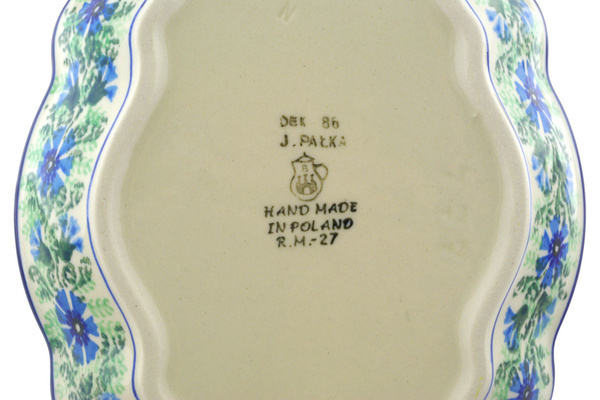 DEK 86
J. PAŁKA
B
HAND MADE
IN POLAND
R.M.-27